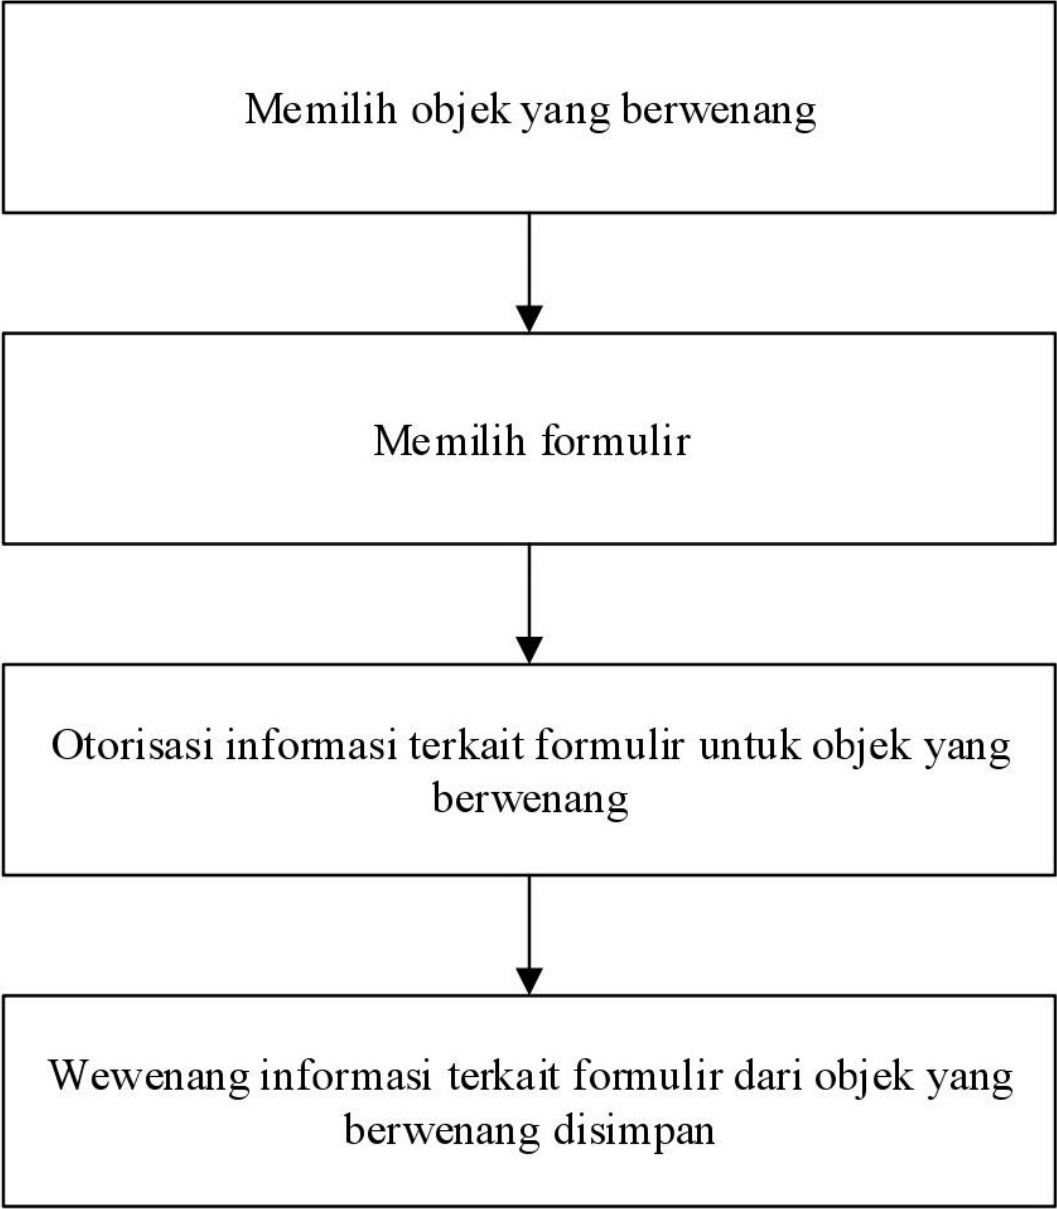 Memilih objek yang berwenang
Memilih formulir
Otorisasi informasi terkait formulir untuk objek yang
berwenang
Wewenang informasi terkait formulir dari objek yang
berwenang disimpan